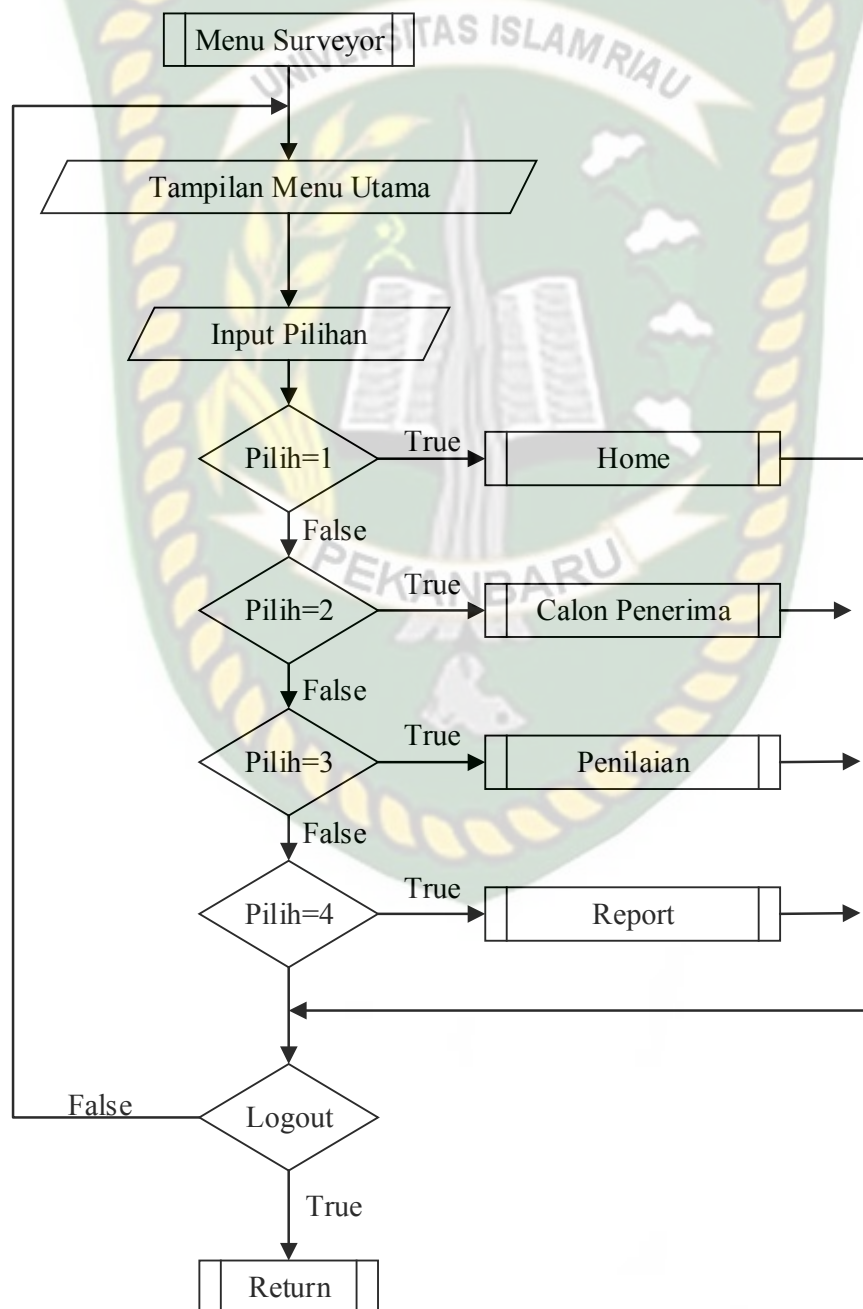 Menu Surveyor
UNIVERSITAS ISLAM RIAU
Tampilan Menu Utama
Input Pilihan
Pilih=1
True
Home
False
PEKANBARU
Pilih=2
True
Calon Penerima
False
Pilih=3
True
Penilaian
False
Pilih=4
True
Report
False
Logout
True
Return